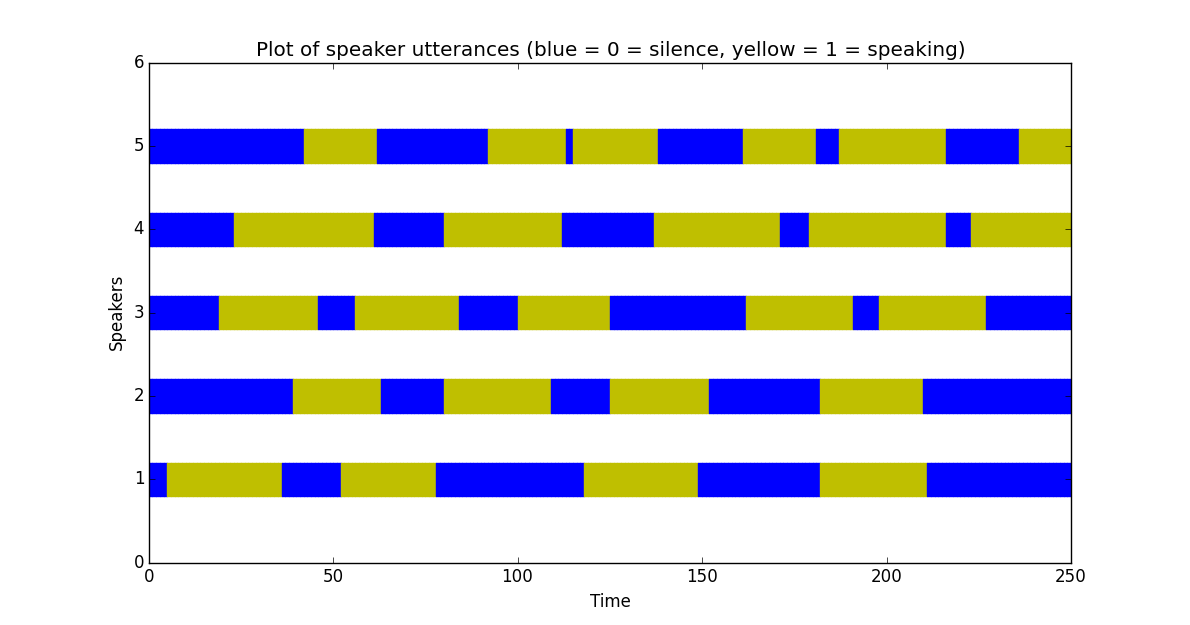 Plot of speaker utterances (blue = 0 = silence, yellow = 1 = speaking)
6
5
4
3
2
1
0
Speakers
0 50 100 150 200 250
Time